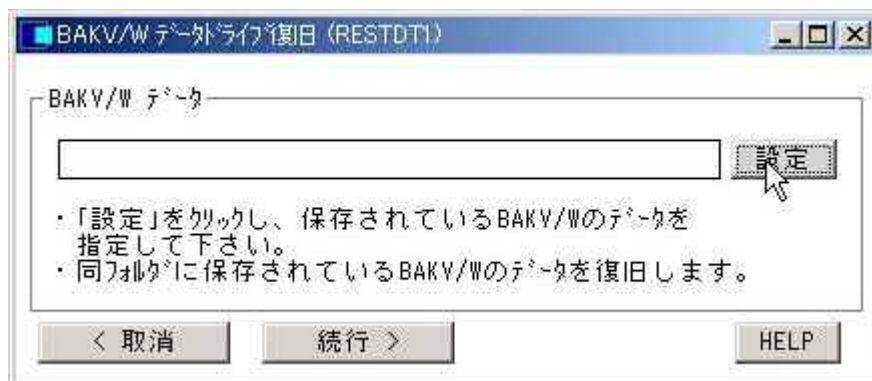 BAKV/W ﾃﾞｰﾀﾄﾞﾗｲﾌﾞ復旧 (RESTDT1)
BAKV/W ﾃﾞｰﾀ
設定
・「設定」をｸﾘｯｸし、保存されているBAKV/Wのﾃﾞｰﾀを
指定して下さい。
・同ﾌｫﾙﾀﾞに保存されているBAKV/Wのﾃﾞｰﾀを復旧します。
< 取消
続行 >
HELP